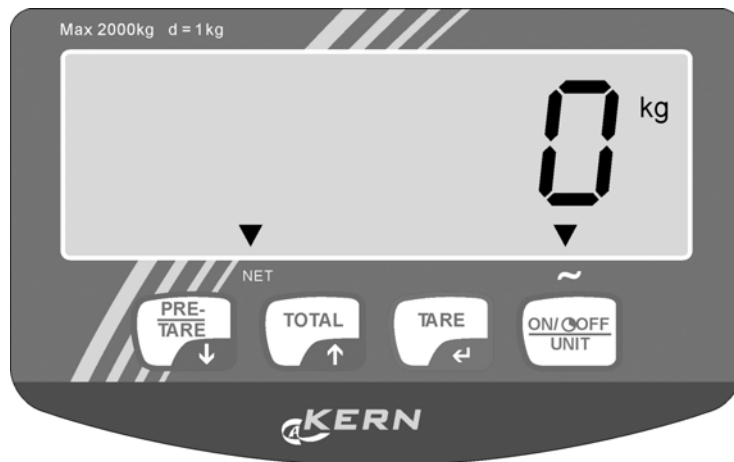 Max 2000kg d = 1kg
0 kg
NET ~
PRE-
TARE
TOTAL
TARE
ON/OFF
UNIT
KERN